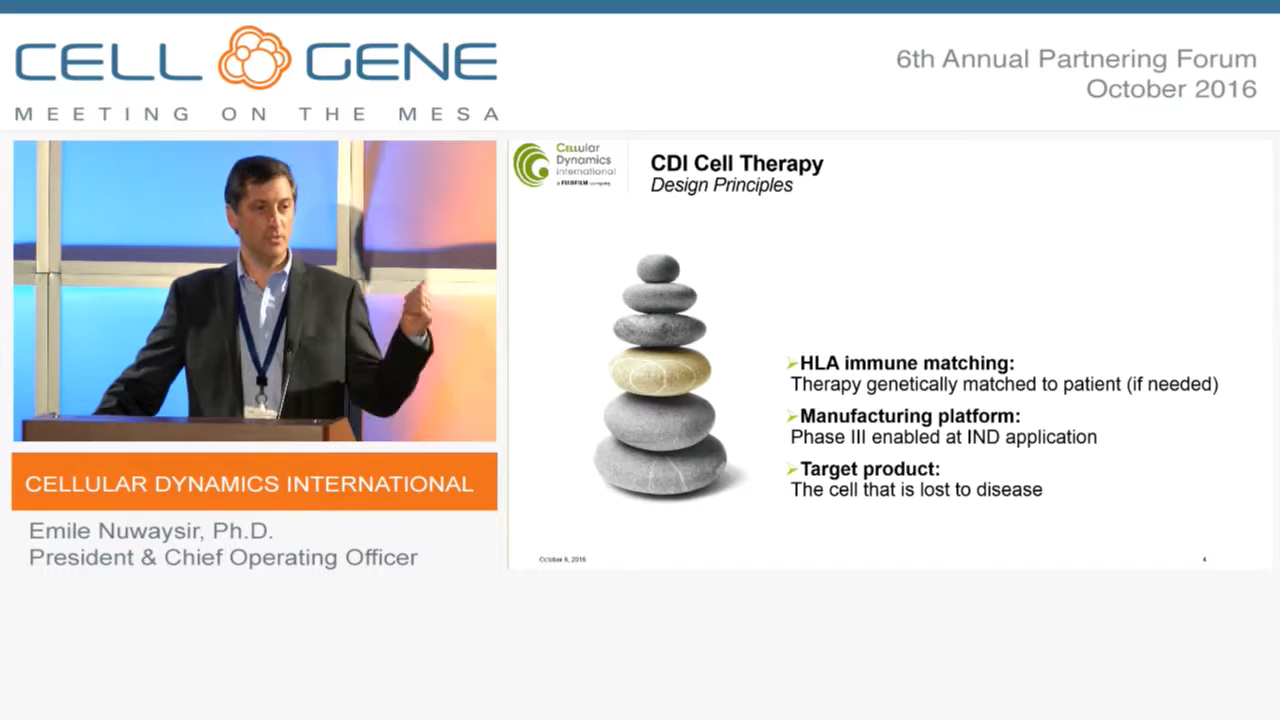 CELL GENE
MEETING ON THE MESA
6th Annual Partnering Forum
October 2016
Cellular
Dynamics
international
a FUJIFILM company
CDI Cell Therapy
Design Principles
HLA immune matching:
Therapy genetically matched to patient (if needed)
Manufacturing platform:
Phase III enabled at IND application
Target product:
The cell that is lost to disease
October 6, 2016
4
CELLULAR DYNAMICS INTERNATIONAL
Emile Nuwaysir, Ph.D.
President & Chief Operating Officer